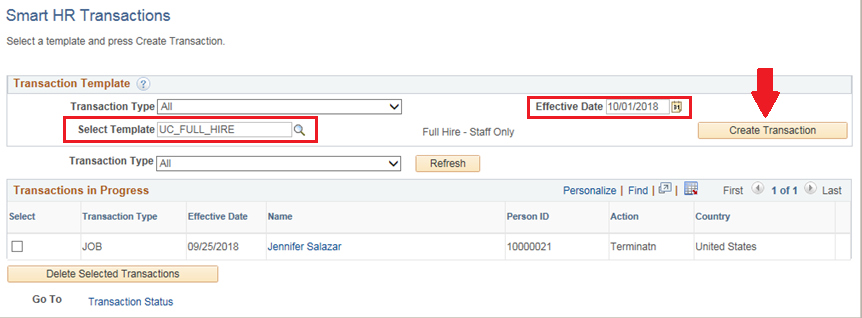 Smart HR Transactions
Select a template and press Create Transaction.
Transaction Template ?
Transaction Type All Effective Date 10/01/2018
Select Template UC_FULL_HIRE Full Hire - Staff Only Create Transaction
Transaction Type All Refresh
Transactions in Progress Personalize | Find | First 1 of 1 Last
Select Transaction Type Effective Date Name Person ID Action Country
JOB 09/25/2018 Jennifer Salazar 10000021 Terminatn United States
Delete Selected Transactions
Go To Transaction Status